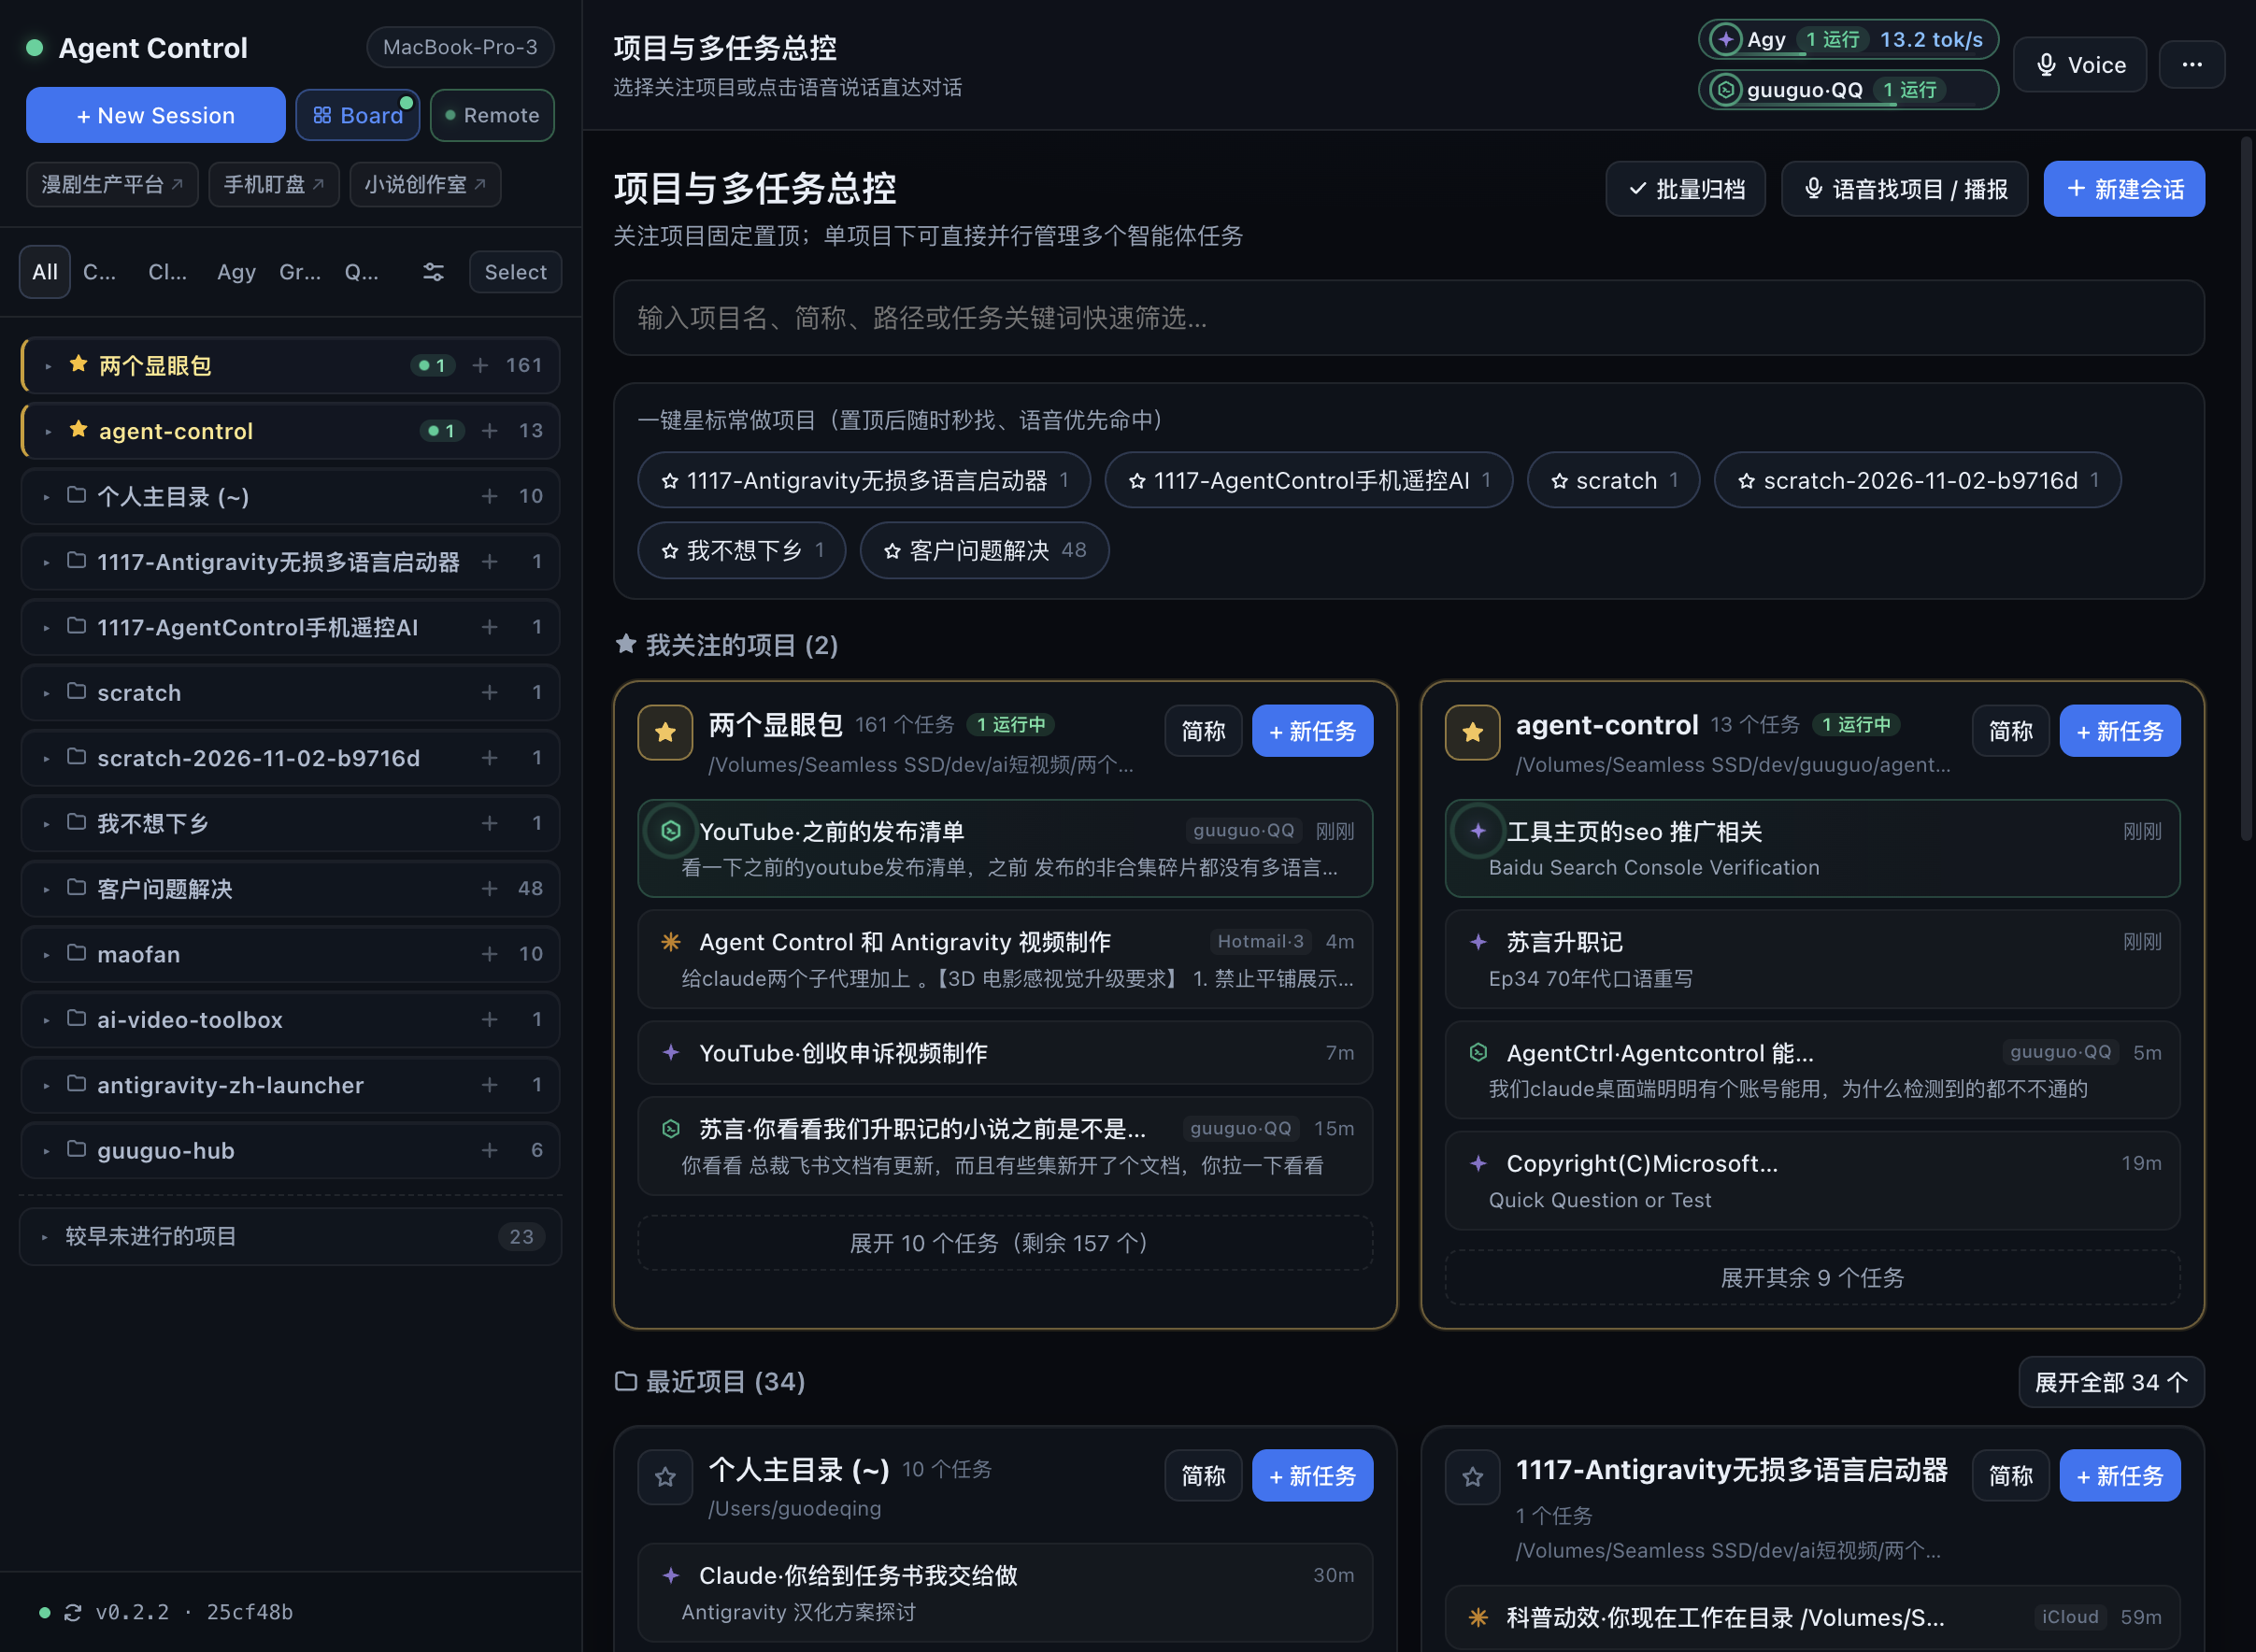 Agent Control
MacBook-Pro-3
+ New Session
Board
Remote
漫剧生产平台 ↗
手机盯盘 ↗
小说创作室 ↗
All
C...
Cl...
Agy
Gr...
Q...
Select
两个显眼包 1 + 161
agent-control 1 + 13
个人主目录 (~) + 10
1117-Antigravity无损多语言启动器 + 1
1117-AgentControl手机遥控AI + 1
scratch + 1
scratch-2026-11-02-b9716d + 1
我不想下乡 + 1
客户问题解决 + 48
maofan + 10
ai-video-toolbox + 1
antigravity-zh-launcher + 1
guuguo-hub + 6
较早未进行的项目 23
v0.2.2 · 25cf48b
项目与多任务总控
选择关注项目或点击语音说话直达对话
Agy 1 运行 13.2 tok/s
guuguo·QQ 1 运行
Voice
···
项目与多任务总控
关注项目固定置顶；单项目下可直接并行管理多个智能体任务
批量归档
语音找项目 / 播报
+ 新建会话
输入项目名、简称、路径或任务关键词快速筛选...
一键星标常做项目（置顶后随时秒找、语音优先命中）
1117-Antigravity无损多语言启动器 1
1117-AgentControl手机遥控AI 1
scratch 1
scratch-2026-11-02-b9716d 1
我不想下乡 1
客户问题解决 48
我关注的项目 (2)
两个显眼包 161 个任务 1 运行中
简称
+ 新任务
/Volumes/Seamless SSD/dev/ai短视频/两个...
YouTube·之前的发布清单 guuguo·QQ 刚刚
看一下之前的youtube发布清单，之前 发布的非合集碎片都没有多语言...
Agent Control 和 Antigravity 视频制作 Hotmail·3 4m
给claude两个子代理加上 。【3D 电影感视觉升级要求】 1. 禁止平铺展示...
YouTube·创收申诉视频制作 7m
苏言·你看看我们升职记的小说之前是不是... guuguo·QQ 15m
你看看 总裁飞书文档有更新，而且有些集新开了个文档，你拉一下看看
展开 10 个任务（剩余 157 个）
agent-control 13 个任务 1 运行中
简称
+ 新任务
/Volumes/Seamless SSD/dev/guuguo/agent...
工具主页的seo 推广相关 刚刚
Baidu Search Console Verification
苏言升职记 刚刚
Ep34 70年代口语重写
AgentCtrl·Agentcontrol 能... guuguo·QQ 5m
我们claude桌面端明明有个账号能用，为什么检测到的都不不通的
Copyright(C)Microsoft... 19m
Quick Question or Test
展开其余 9 个任务
最近项目 (34)
展开全部 34 个
个人主目录 (~) 10 个任务
简称
+ 新任务
/Users/guodeqing
Claude·你给到任务书我交给做 30m
Antigravity 汉化方案探讨
1117-Antigravity无损多语言启动器
简称
+ 新任务
1 个任务
/Volumes/Seamless SSD/dev/ai短视频/两个...
科普动效·你现在工作在目录 /Volumes/S... iCloud 59m